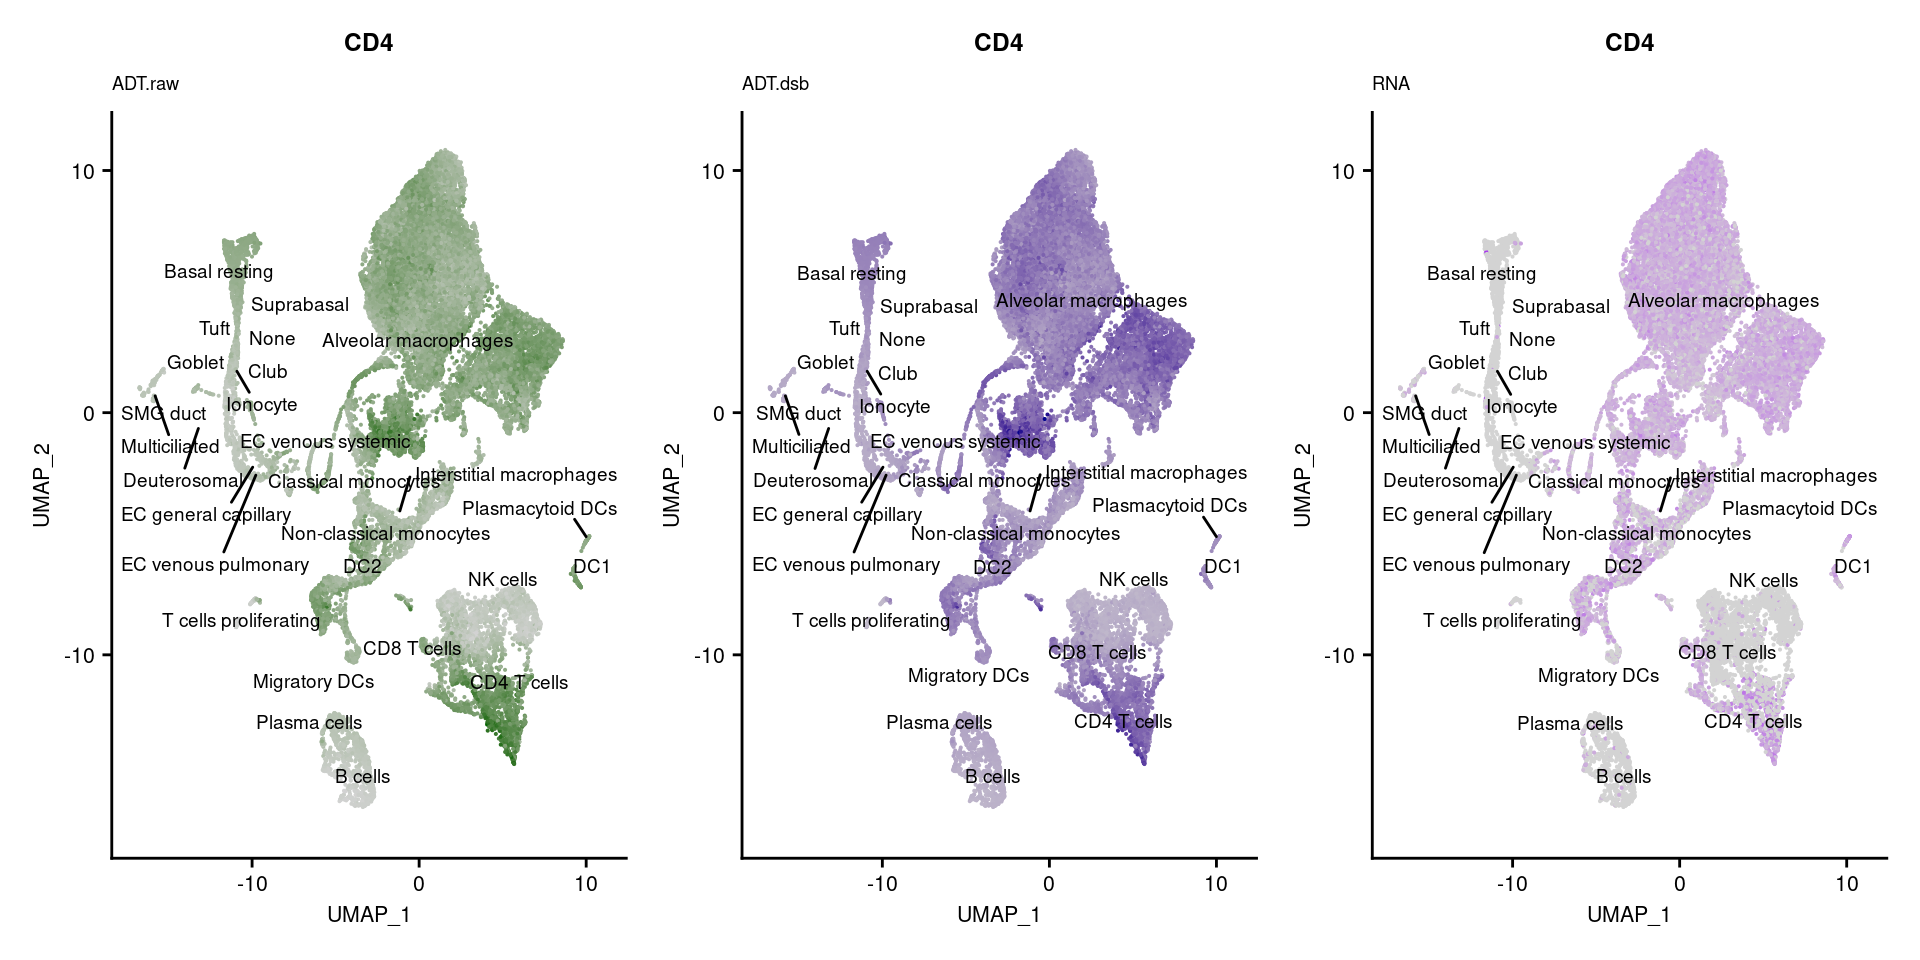 CD4
ADT.raw
10
0
-10
UMAP_2
Basal resting
Suprabasal
Tuft
None
Alveolar macrophages
Goblet
Club
Ionocyte
SMG duct
EC venous systemic
Multiciliated
Interstitial macrophages
Deuterosomal
Classical monocytes
Plasmacytoid DCs
EC general capillary
Non-classical monocytes
EC venous pulmonary
DC2
DC1
NK cells
T cells proliferating
CD8 T cells
Migratory DCs
CD4 T cells
Plasma cells
B cells
-10
0
10
UMAP_1
CD4
ADT.dsb
10
0
-10
UMAP_2
Basal resting
Alveolar macrophages
Suprabasal
Tuft
None
Goblet
Club
Ionocyte
SMG duct
EC venous systemic
Multiciliated
Interstitial macrophages
Deuterosomal
Classical monocytes
Plasmacytoid DCs
EC general capillary
Non-classical monocytes
EC venous pulmonary
DC2
DC1
NK cells
T cells proliferating
CD8 T cells
Migratory DCs
CD4 T cells
Plasma cells
B cells
-10
0
10
UMAP_1
CD4
RNA
10
0
-10
UMAP_2
Basal resting
Alveolar macrophages
Suprabasal
Tuft
None
Goblet
Club
Ionocyte
SMG duct
EC venous systemic
Multiciliated
Interstitial macrophages
Deuterosomal
Classical monocytes
Plasmacytoid DCs
EC general capillary
Non-classical monocytes
EC venous pulmonary
DC2
DC1
NK cells
T cells proliferating
CD8 T cells
Migratory DCs
CD4 T cells
Plasma cells
B cells
-10
0
10
UMAP_1